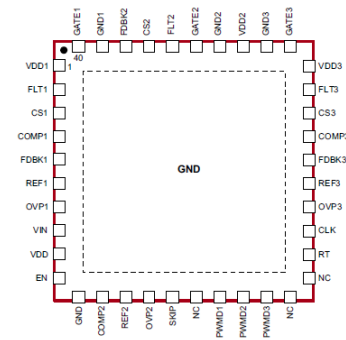 GATE1
GND1
FDBK2
CS2
FLT2
GATE2
GND2
VDD2
GND3
GATE3
40
1
VDD1
FLT1
CS1
COMP1
FDBK1
REF1
OVP1
VIN
VDD
EN
GND
VDD3
FLT3
CS3
COMP3
FDBK3
REF3
OVP3
CLK
RT
NC
GND
COMP2
REF2
OVP2
SKIP
NC
PWMD1
PWMD2
PWMD3
NC